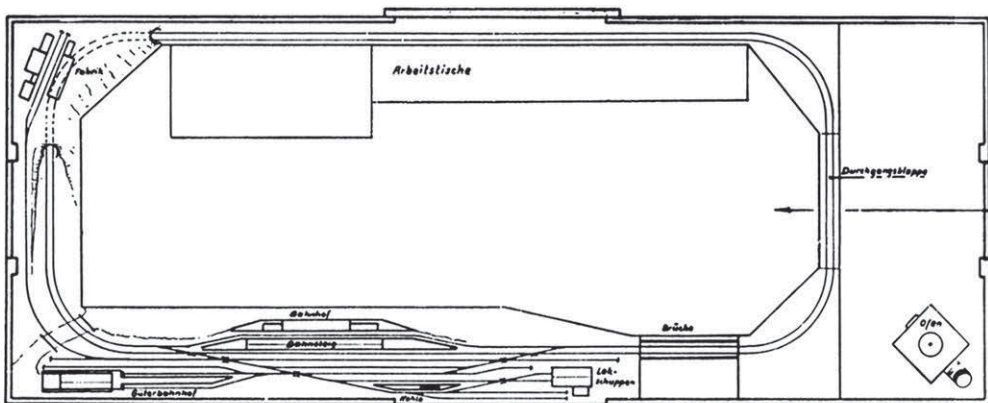 Fabrik
Arbeitstische
Durchgangsklappe
Bahnhof
Bahnsteig
Brücke
Ofen
Lok-
schuppen
Güterbahnhof
Kohle